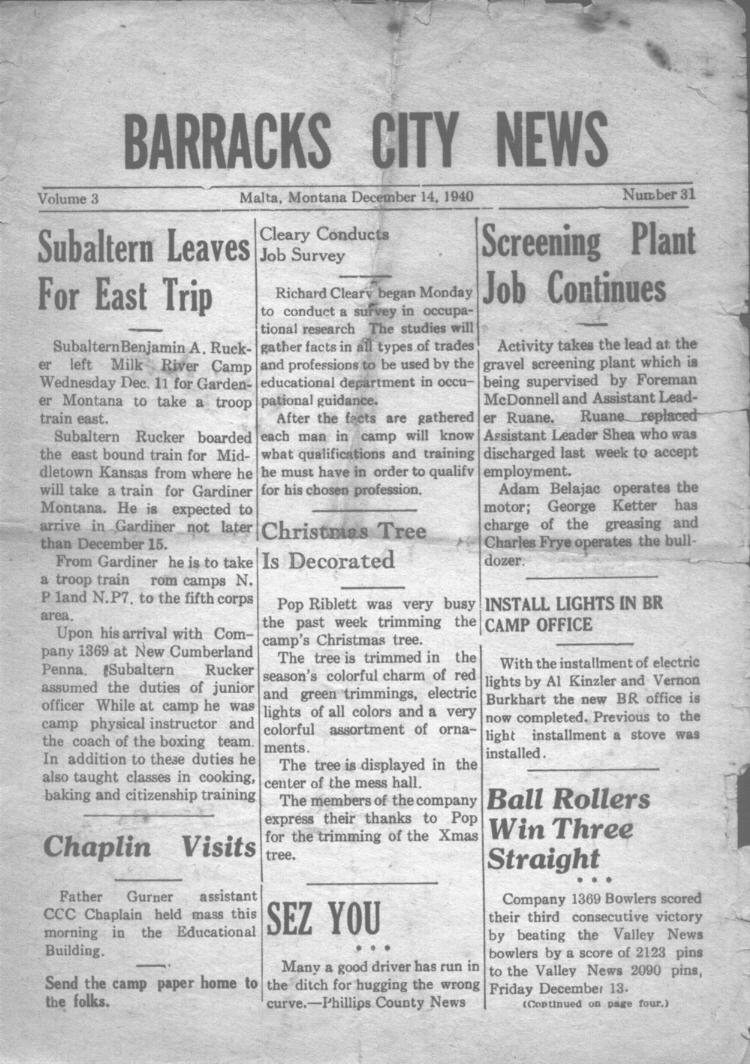 BARRACKS CITY NEWS
Volume 3 Malta, Montana December 14, 1940 Number 31
Subaltern Leaves
For East Trip
Subaltern Benjamin A. Ruck-
er left Milk River Camp
Wednesday Dec. 11 for Garden-
er Montana to take a troop
train east.
Subaltern Rucker boarded
the east bound train for Mid-
dletown Kansas from where he
will take a train for Gardiner
Montana. He is expected to
arrive in Gardiner not later
than December 15.
From Gardiner he is to take
a troop train rom camps N.
P 1and N.P7, to the fifth corps
area.
Upon his arrival with Com-
pany 1369 at New Cumberland
Penna. Subaltern Rucker
assumed the duties of junior
officer While at camp he was
camp physical instructor and
the coach of the boxing team.
In addition to these duties he
also taught classes in cooking,
baking and citizenship training
Chaplin Visits
Father Gurner assistant
CCC Chaplain held mass this
morning in the Educational
Building.
Send the camp paper home to
the folks.
Cleary Conducts
Job Survey
Richard Cleary began Monday
to conduct a survey in occupa-
tional research The studies will
gather facts in all types of trades
and professions to be used by the
educational department in occu-
pational guidance.
After the facts are gathered
each man in camp will know
what qualifications and training
he must have in order to qualify
for his chosen profession.
Christmas Tree
Is Decorated
Pop Riblett was very busy
the past week trimming the
camp's Christmas tree.
The tree is trimmed in the
season's colorful charm of red
and green trimmings, electric
lights of all colors and a very
colorful assortment of orna-
ments.
The tree is displayed in the
center of the mess hall.
The members of the company
express their thanks to Pop
for the trimming of the Xmas
tree.
SEZ YOU
* * *
Many a good driver has run in
the ditch for hugging the wrong
curve.—Phillips County News
Screening Plant
Job Continues
Activity takes the lead at the
gravel screening plant which is
being supervised by Foreman
McDonnell and Assistant Lead-
er Ruane. Ruane replaced
Assistant Leader Shea who was
discharged last week to accept
employment.
Adam Belajac operates the
motor; George Ketter has
charge of the greasing and
Charles Frye operates the bull-
dozer.
INSTALL LIGHTS IN BR
CAMP OFFICE
With the installment of electric
lights by Al Kinzler and Vernon
Burkhart the new BR office is
now completed. Previous to the
light installment a stove was
installed.
Ball Rollers
Win Three
Straight
* * *
Company 1369 Bowlers scored
their third consecutive victory
by beating the Valley News
bowlers by a score of 2123 pins
to the Valley News 2090 pins,
Friday December 13.
(Continued on page four.)